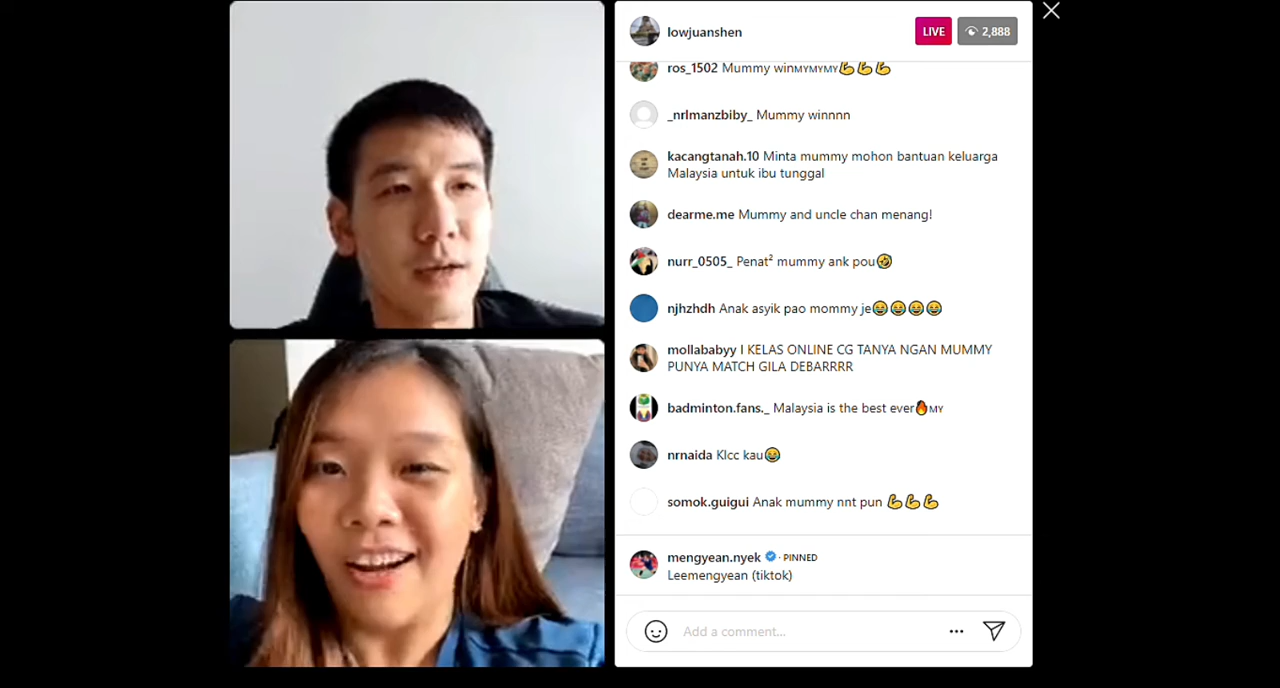 lowjuanshen
LIVE
2,888
ros_1502 Mummy winᴍʏᴍʏᴍʏ💪💪💪
_nrlmanzbiby_ Mummy winnnn
kacangtanah.10 Minta mummy mohon bantuan keluarga
Malaysia untuk ibu tunggal
dearme.me Mummy and uncle chan menang!
nurr_0505_ Penat² mummy ank pou🤣
njhzhdh Anak asyik pao mommy je😂😂😂😂
mollababyy I KELAS ONLINE CG TANYA NGAN MUMMY
PUNYA MATCH GILA DEBARRRR
badminton.fans._ Malaysia is the best ever🔥ᴍʏ
nrnaida Klcc kau😂
somok.guigui Anak mummy nnt pun 💪💪💪
mengyean.nyek · PINNED
Leemengyean (tiktok)
Add a comment...